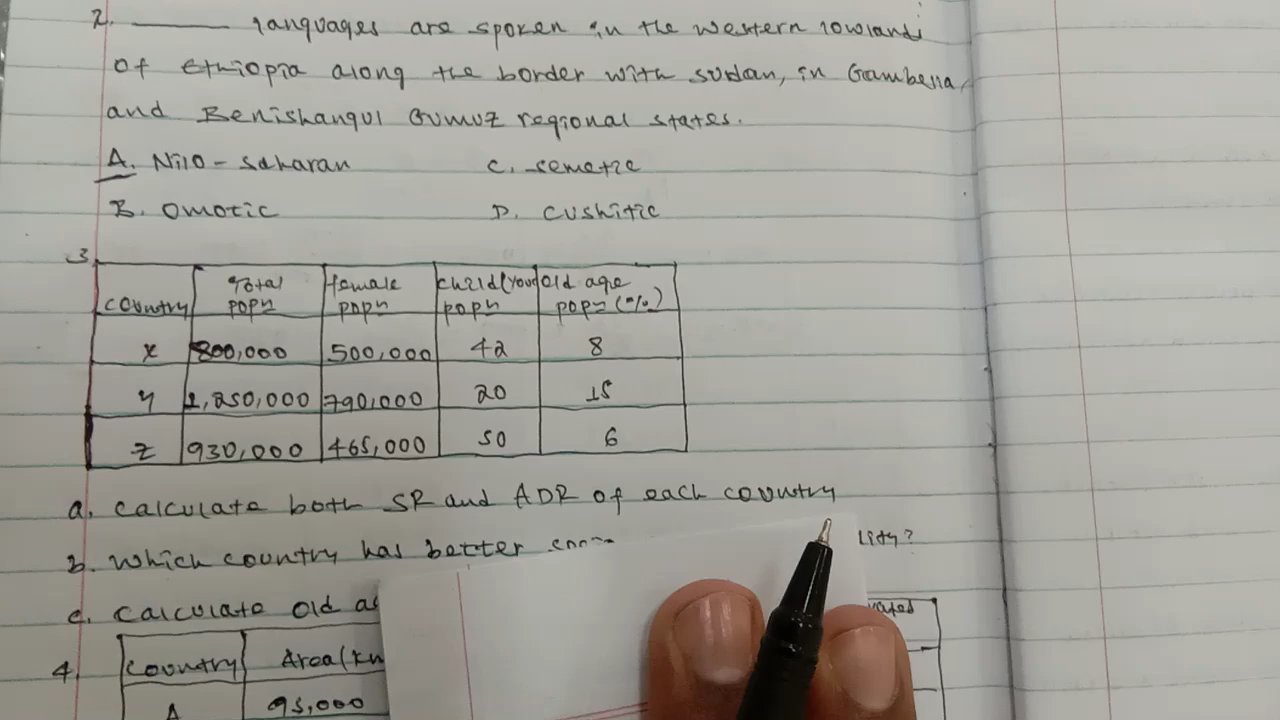 2. _______ languages are spoken in the western lowlands
of Ethiopia along the border with sudan, in Gambella,
and Benishangul Gumuz regional states.
A. Nilo-saharan C. semetic
B. Omotic D. cushitic
3.
country Total popn female popn child(young old age popn popn(%)
X 800,000 500,000 42 8
Y 1,250,000 790,000 20 15
Z 930,000 465,000 50 6
a. calculate both SR and ADR of each country
b. which country has better lity?
c. calculate old ag
4. country Area(km
A 95,000